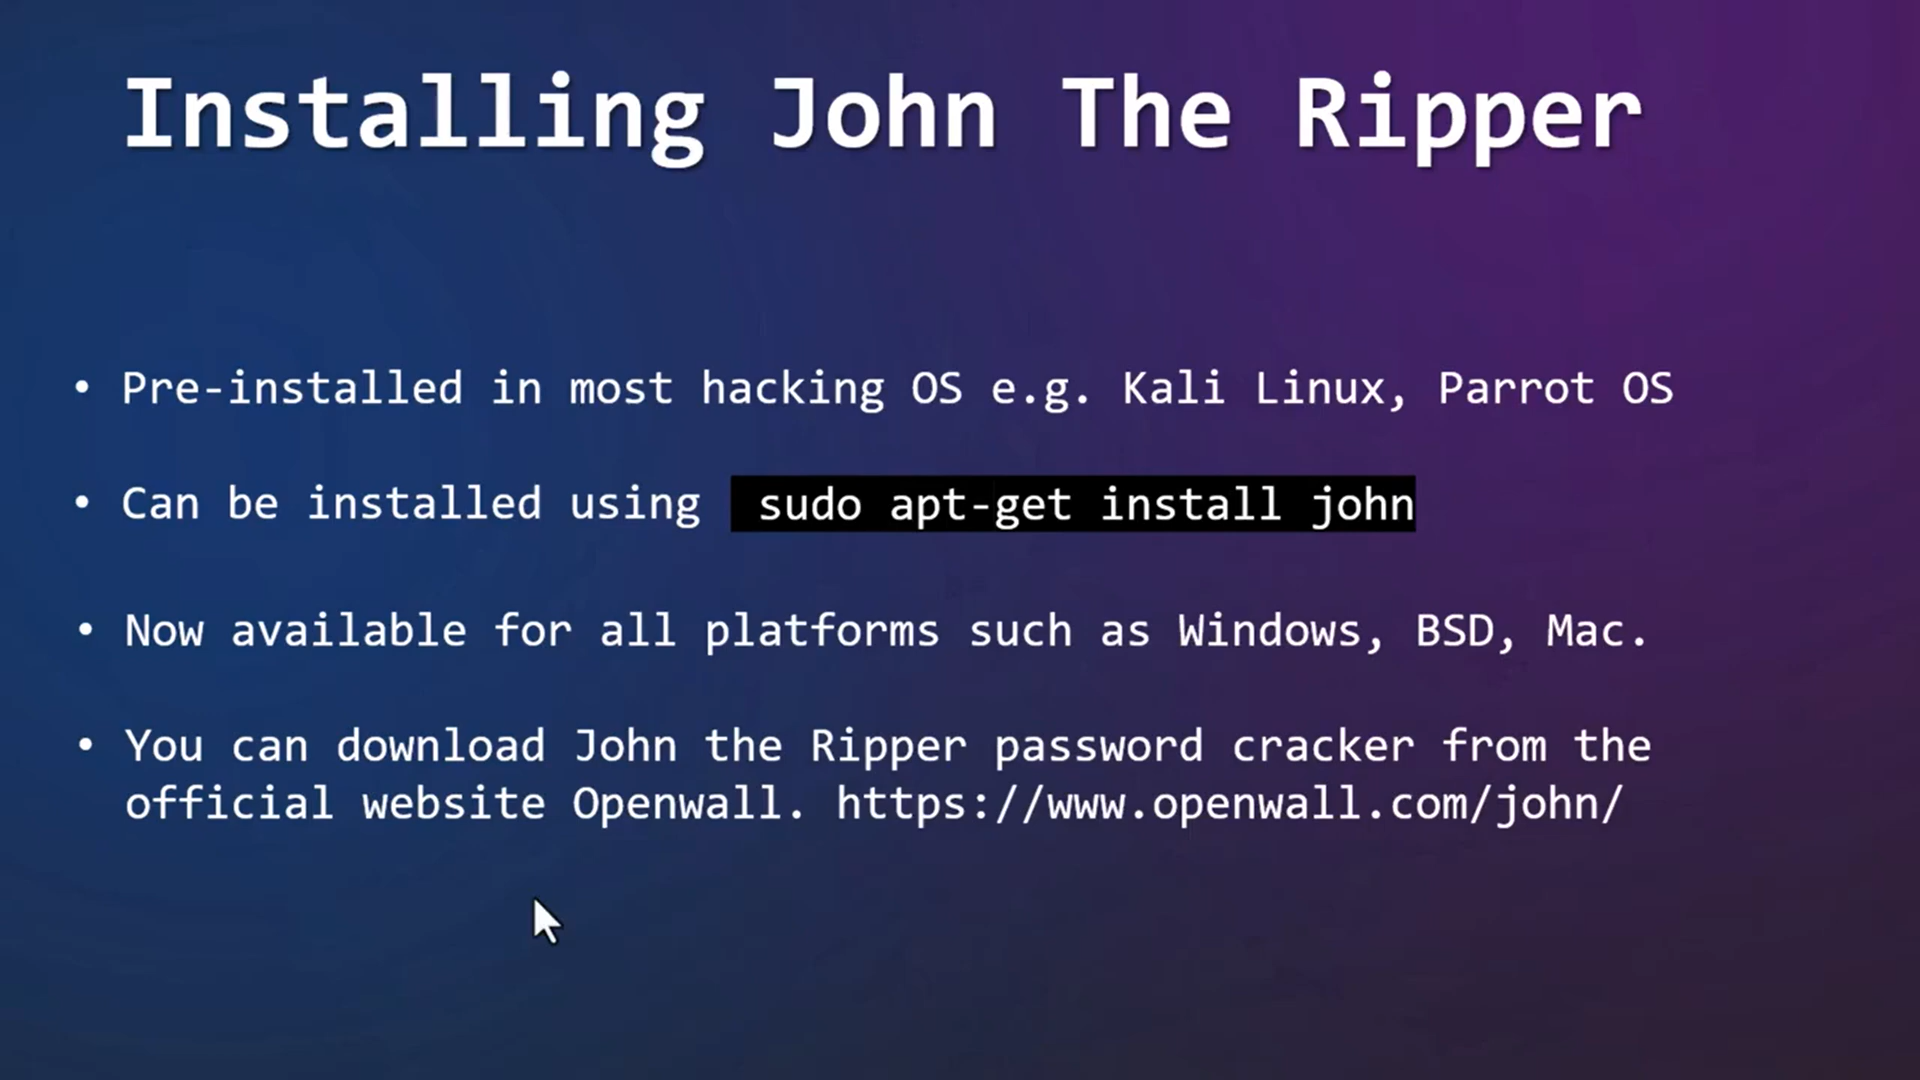 Installing John The Ripper
• Pre-installed in most hacking OS e.g. Kali Linux, Parrot OS
• Can be installed using sudo apt-get install john
• Now available for all platforms such as Windows, BSD, Mac.
• You can download John the Ripper password cracker from the
official website Openwall. https://www.openwall.com/john/